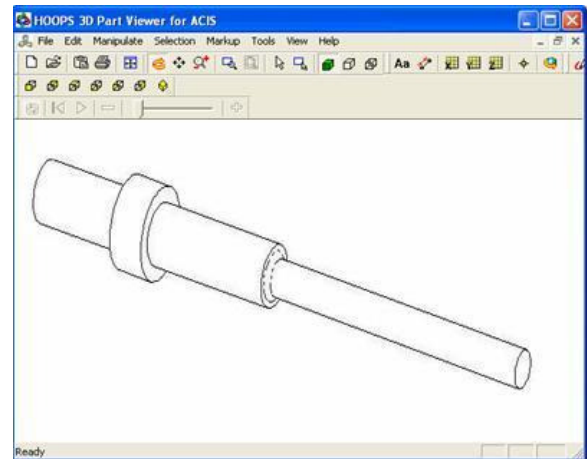 HOOPS 3D Part Viewer for ACIS
File Edit Manipulate Selection Markup Tools View Help
Aa
Ready